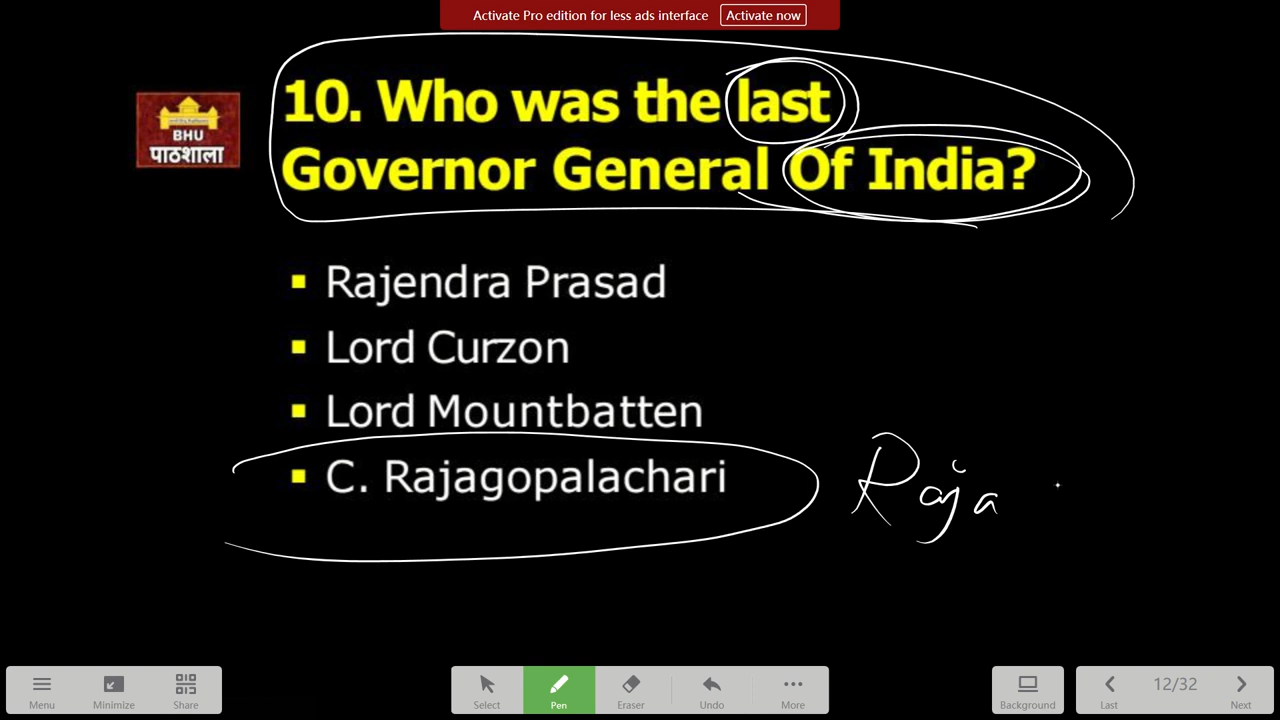 Activate Pro edition for less ads interface Activate now
10. Who was the last
Governor General Of India?
BHU
पाठशाला
▪ Rajendra Prasad
▪ Lord Curzon
▪ Lord Mountbatten
▪ C. Rajagopalachari
Raja
Menu Minimize Share Select Pen Eraser Undo More Background Last 12/32 Next